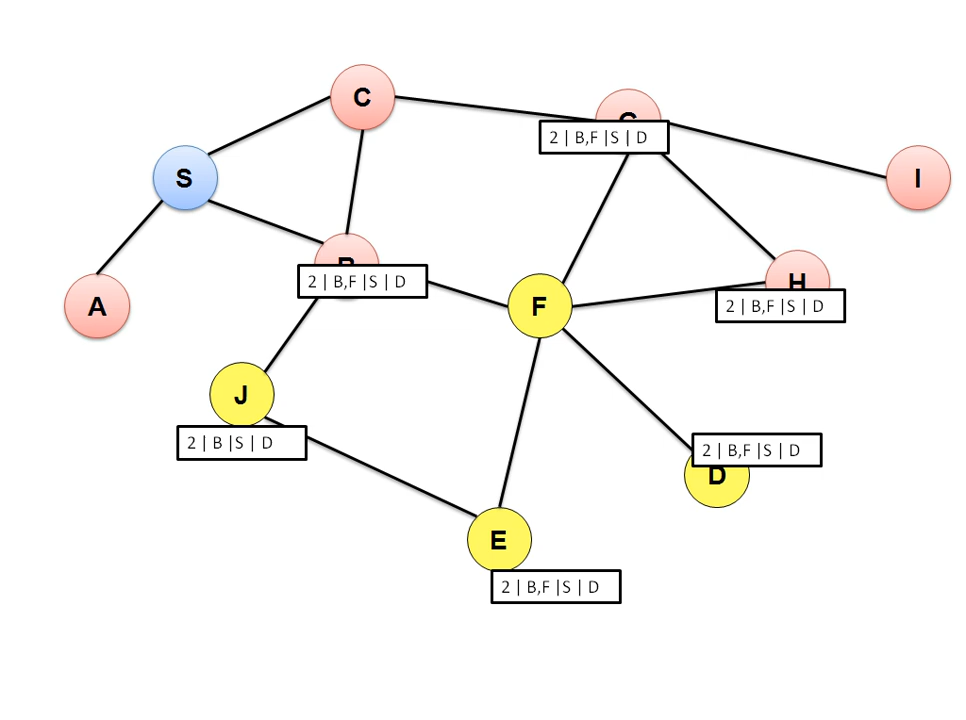 C
2 | B,F |S | D
S
I
B
2 | B,F |S | D
A
F
H
2 | B,F |S | D
J
2 | B |S | D
2 | B,F |S | D
D
E
2 | B,F |S | D